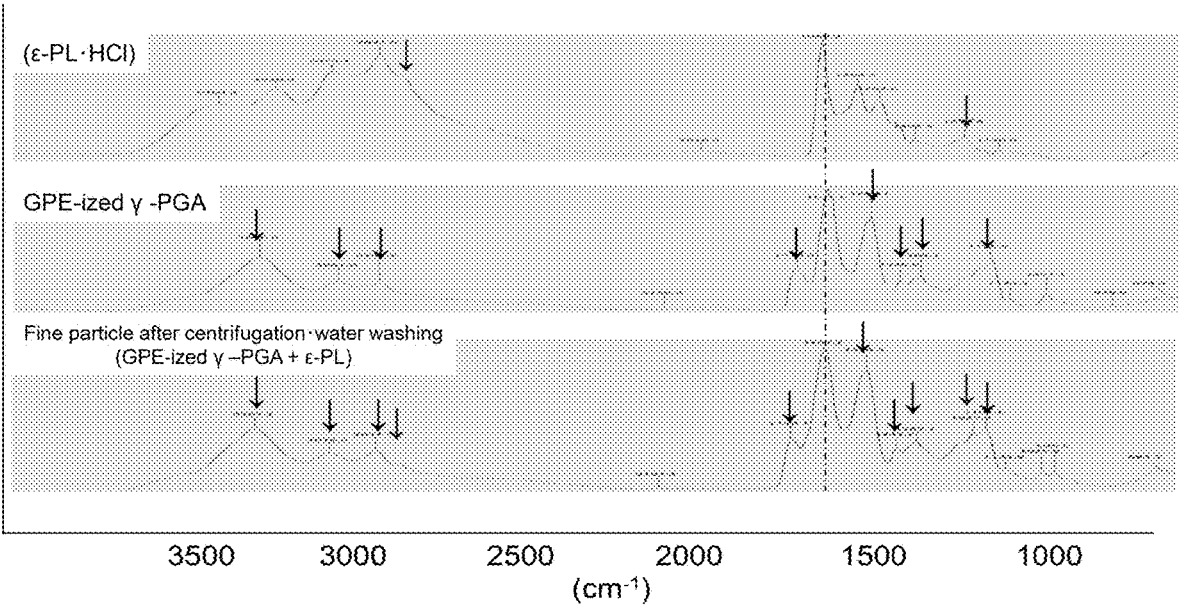 (ε-PL·HCl)
GPE-ized γ -PGA
Fine particle after centrifugation·water washing
(GPE-ized γ –PGA + ε-PL)
3500 3000 2500 2000 1500 1000
(cm⁻¹)